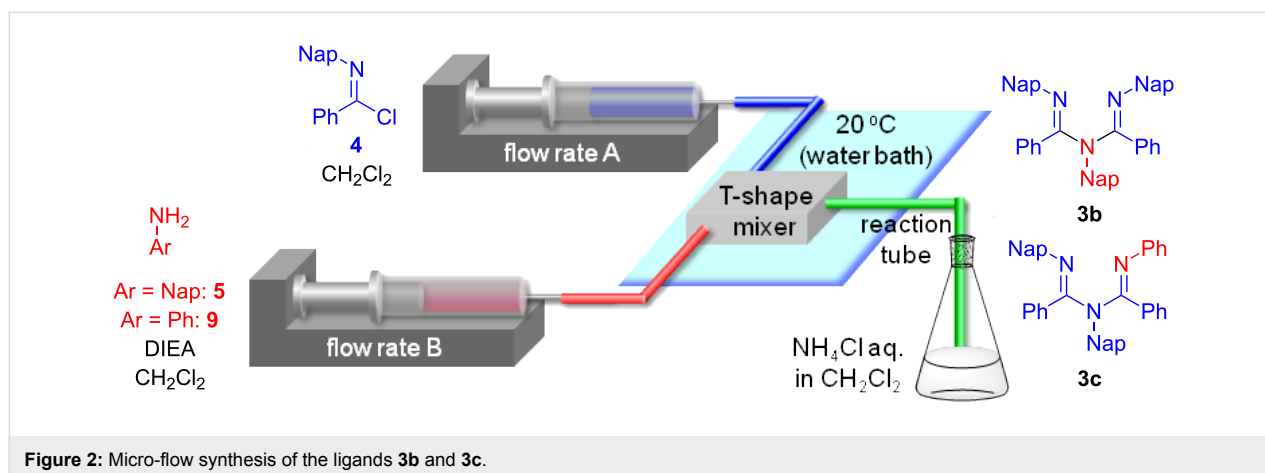 Nap
N
Ph
Cl
4
CH2Cl2
flow rate A
20 oC
(water bath)
T-shape
mixer
reaction
tube
NH2
Ar
Ar = Nap: 5
Ar = Ph: 9
DIEA
CH2Cl2
flow rate B
NH4Cl aq.
in CH2Cl2
Nap
N
N
Nap
Ph
N
Ph
Nap
3b
Nap
N
N
Ph
Ph
N
Ph
Nap
3c
Figure 2: Micro-flow synthesis of the ligands 3b and 3c.